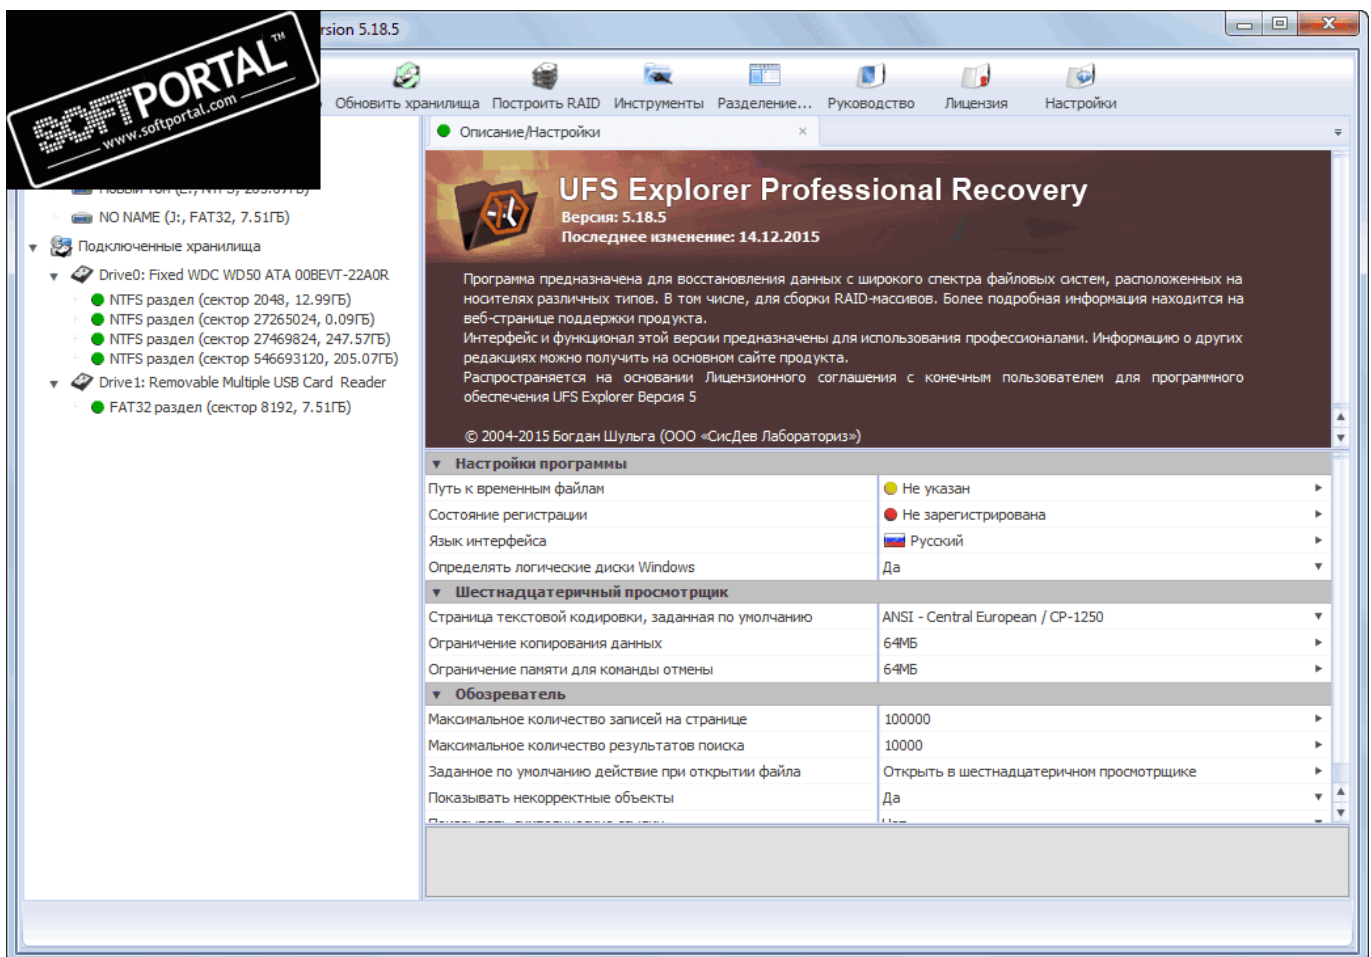 SOFTPORTAL™
www.softportal.com
rsion 5.18.5
Обновить хранилища
Построить RAID
Инструменты
Разделение...
Руководство
Лицензия
Настройки
Описание/Настройки
Новый том (E:, NTFS, 205.07ГБ)
NO NAME (J:, FAT32, 7.51ГБ)
Подключенные хранилища
Drive0: Fixed WDC WD50 ATA 00BEVT-22A0R
NTFS раздел (сектор 2048, 12.99ГБ)
NTFS раздел (сектор 27265024, 0.09ГБ)
NTFS раздел (сектор 27469824, 247.57ГБ)
NTFS раздел (сектор 546693120, 205.07ГБ)
Drive1: Removable Multiple USB Card  Reader
FAT32 раздел (сектор 8192, 7.51ГБ)
UFS Explorer Professional Recovery
Версия: 5.18.5
Последнее изменение: 14.12.2015
Программа предназначена для восстановления данных с широкого спектра файловых систем, расположенных на
носителях различных типов. В том числе, для сборки RAID-массивов. Более подробная информация находится на
веб-странице поддержки продукта.
Интерфейс и функционал этой версии предназначены для использования профессионалами. Информацию о других
редакциях можно получить на основном сайте продукта.
Распространяется на основании Лицензионного соглашения с конечным пользователем для программного
обеспечения UFS Explorer Версия 5
© 2004-2015 Богдан Шульга (ООО «СисДев Лабораториз»)
Настройки программы
Путь к временным файлам
Не указан
Состояние регистрации
Не зарегистрирована
Язык интерфейса
Русский
Определять логические диски Windows
Да
Шестнадцатеричный просмотрщик
Страница текстовой кодировки, заданная по умолчанию
ANSI - Central European / CP-1250
Ограничение копирования данных
64МБ
Ограничение памяти для команды отмены
64МБ
Обозреватель
Максимальное количество записей на странице
100000
Максимальное количество результатов поиска
10000
Заданное по умолчанию действие при открытии файла
Открыть в шестнадцатеричном просмотрщике
Показывать некорректные объекты
Да